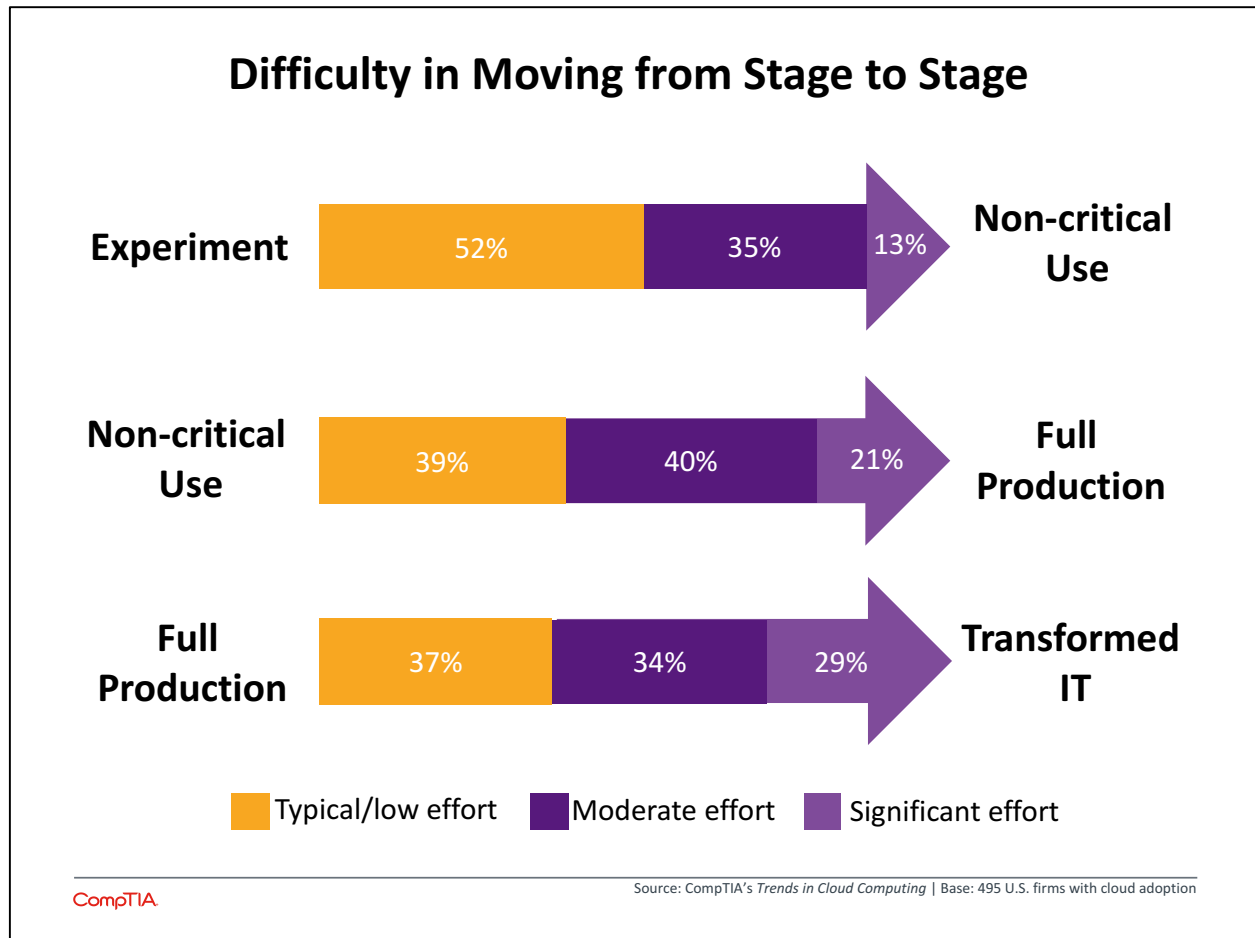 Difficulty in Moving from Stage to Stage
Experiment
52%
35%
13%
Non-critical
Use
Non-critical
Use
39%
40%
21%
Full
Production
Full
Production
37%
34%
29%
Transformed
IT
Typical/low effort
Moderate effort
Significant effort
CompTIA.
Source: CompTIA’s Trends in Cloud Computing | Base: 495 U.S. firms with cloud adoption